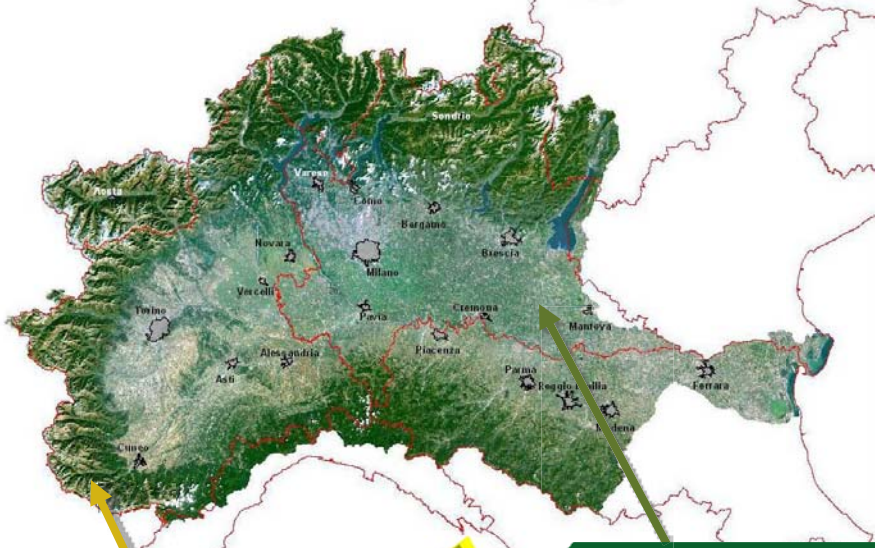 Sondrio
Aosta
Varese
Como
Bergamo
Novara
Brescia
Milano
Vercelli
Torino
Pavia
Cremona
Mantova
Piacenza
Alessandria
Asti
Parma
Ferrara
Cuneo